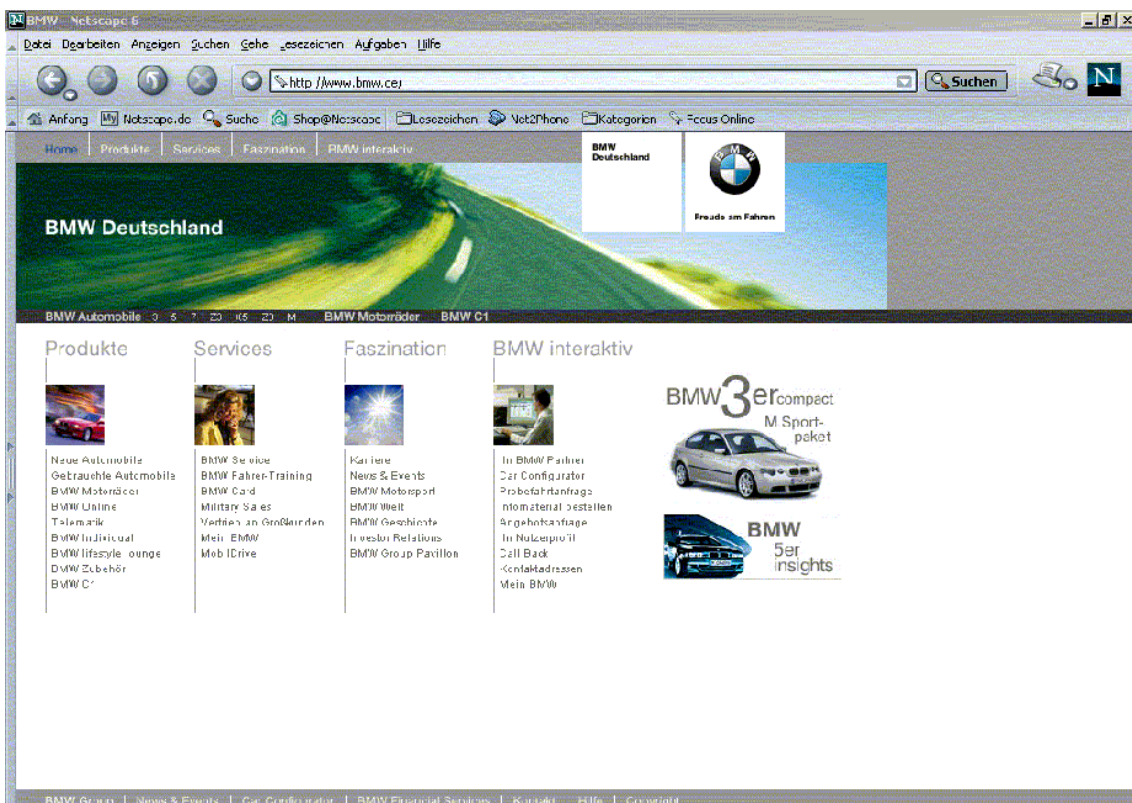 BMW - Netscape 6
Datei Bearbeiten Anzeigen Suchen Gehe Lesezeichen Aufgaben Hilfe
http://www.bmw.de/
Suchen
N
Anfang My Netscape.de Suche Shop@Netscape Lesezeichen Net2Phone Kategorien Focus Online
Home Produkte Services Faszination BMW interaktiv
BMW
Deutschland
BMW
Freude am Fahren
BMW Deutschland
BMW Automobile 3 5 7 Z3 X5 Z8 M BMW Motorräder BMW C1
Produkte Services Faszination BMW interaktiv
BMW 3er compact
M Sport-
paket
Neue Automobile
Gebrauchte Automobile
BMW Motorräder
BMW Online
Telematik
BMW Individual
BMW lifestyle lounge
BMW Zubehör
BMW C1
BMW Service
BMW Fahrer-Training
BMW Card
Military Sales
Vertrieb an Großkunden
Mein BMW
MobilDrive
Karriere
News & Events
BMW Motorsport
BMW Welt
BMW Geschichte
Investor Relations
BMW Group Pavillon
Ihr BMW Partner
Car Configurator
Probefahrtanfrage
Infomaterial bestellen
Angebotsanfrage
Ihr Nutzerprofil
Call Back
Kontaktadressen
Mein BMW
BMW
5er
insights
BMW Group | News & Events | Car Configurator | BMW Financial Services | Kontakt Hilfe | Copyright